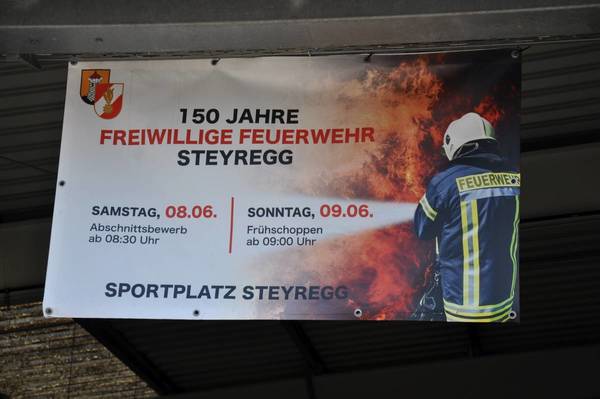 150 JAHRE
FREIWILLIGE FEUERWEHR
STEYREGG
SAMSTAG, 08.06.
Abschnittsbewerb
ab 08:30 Uhr
SONNTAG, 09.06.
Frühschoppen
ab 09:00 Uhr
SPORTPLATZ STEYREGG
FEUERWEHR